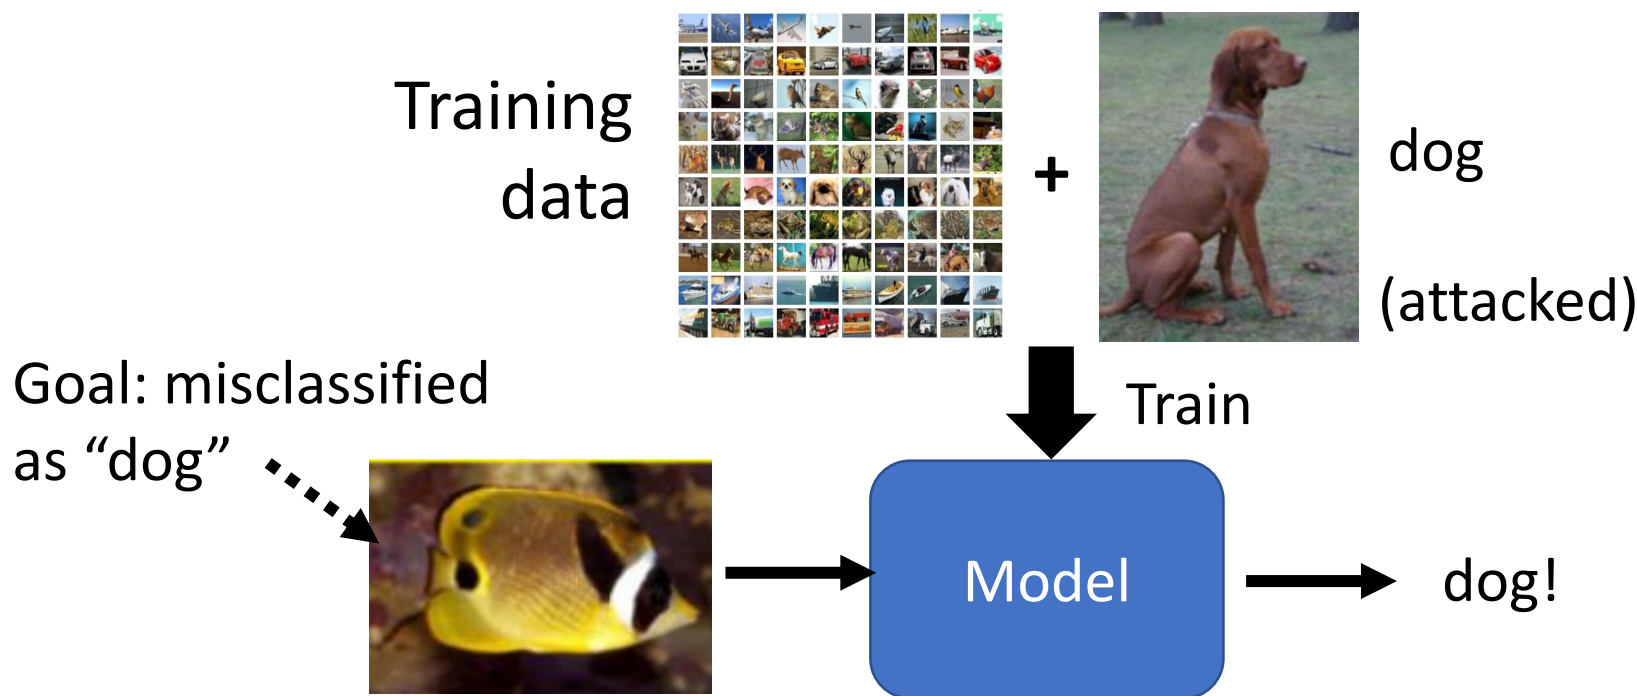 Training
data
+
dog
(attacked)
Train
Goal: misclassified
as “dog”
Model
dog!